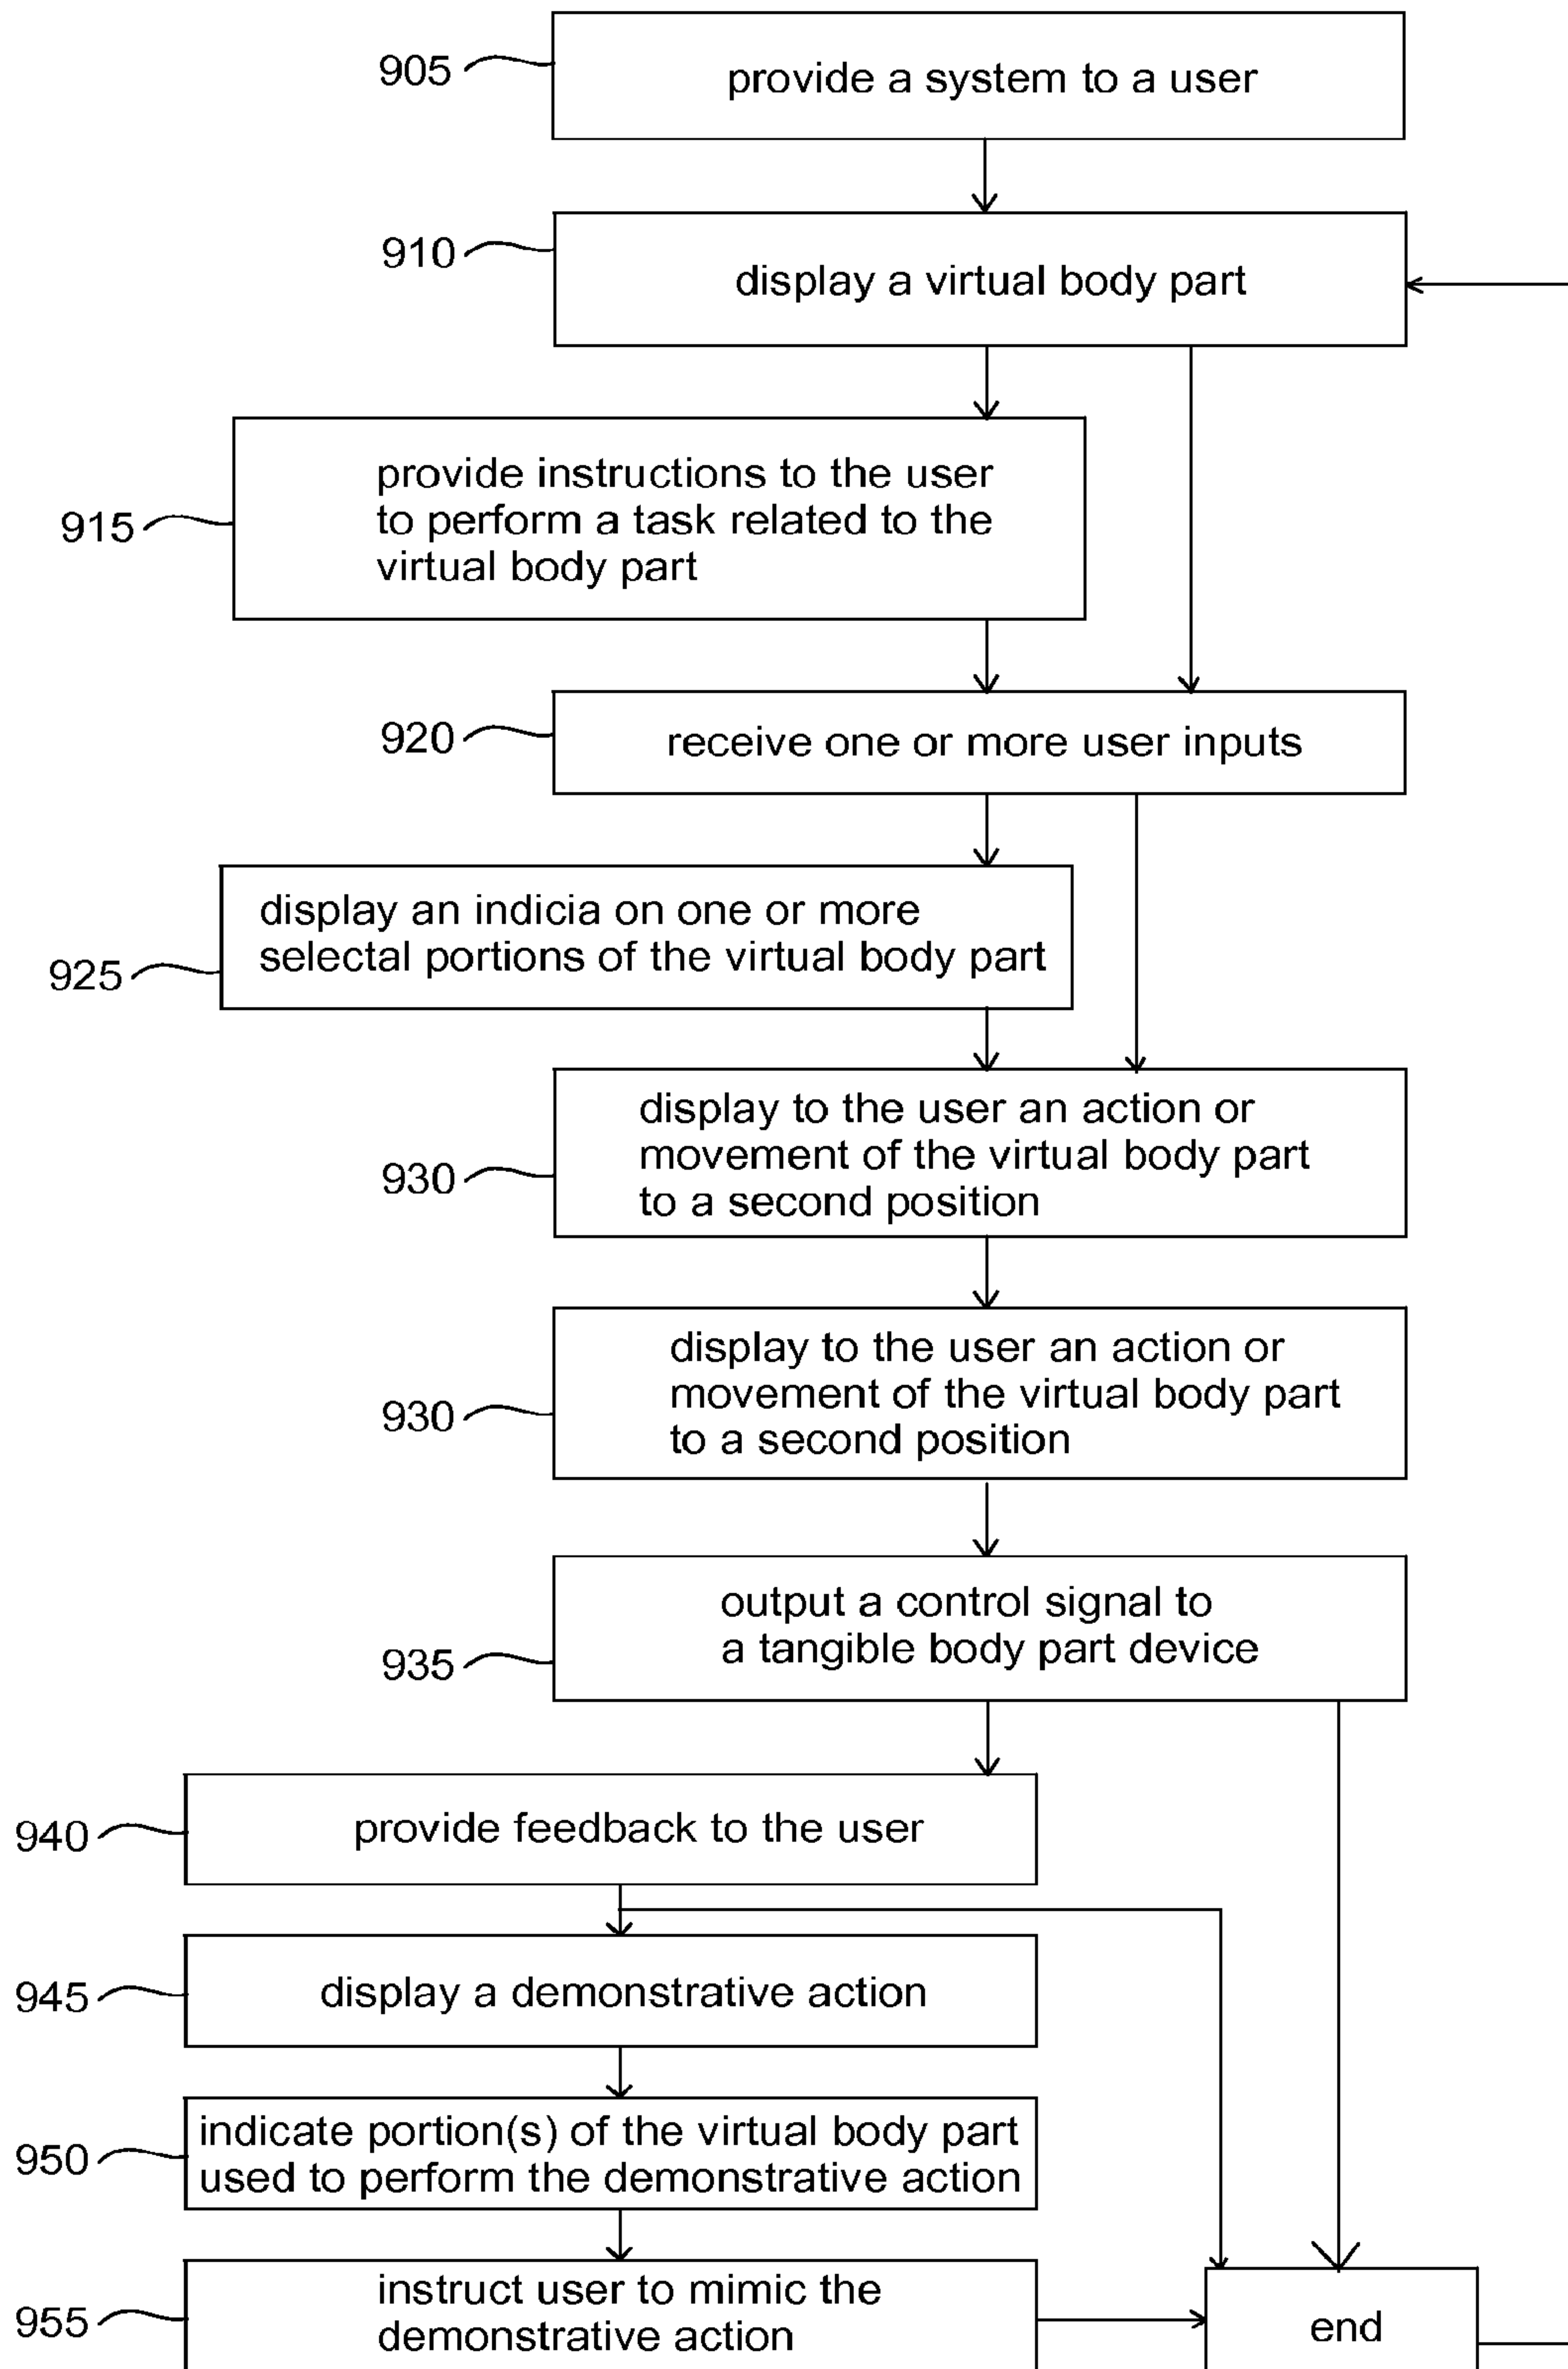 905
provide a system to a user
910
display a virtual body part
915
provide instructions to the user
to perform a task related to the
virtual body part
920
receive one or more user inputs
925
display an indicia on one or more
selectal portions of the virtual body part
930
display to the user an action or
movement of the virtual body part
to a second position
930
display to the user an action or
movement of the virtual body part
to a second position
935
output a control signal to
a tangible body part device
940
provide feedback to the user
945
display a demonstrative action
950
indicate portion(s) of the virtual body part
used to perform the demonstrative action
955
instruct user to mimic the
demonstrative action
end